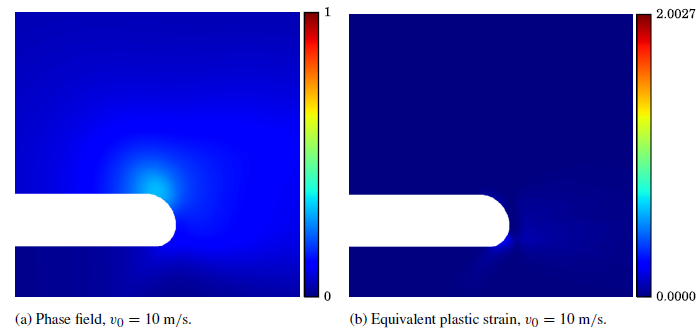 1
0
2.0027
0.0000
(a) Phase field, v0 = 10 m/s.
(b) Equivalent plastic strain, v0 = 10 m/s.